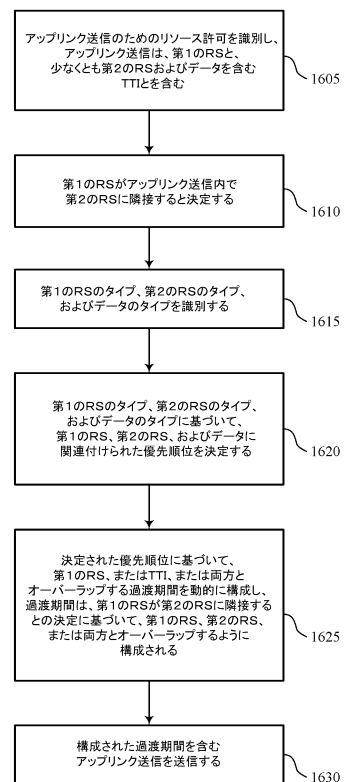 アップリンク送信のためのリソース許可を識別し、
アップリンク送信は、第1のRSと、
少なくとも第2のRSおよびデータを含む
TTIとを含む
1605
第1のRSがアップリンク送信内で
第2のRSに隣接すると決定する
1610
第1のRSのタイプ、第2のRSのタイプ、
およびデータのタイプを識別する
1615
第1のRSのタイプ、第2のRSのタイプ、
およびデータのタイプに基づいて、
第1のRS、第2のRS、およびデータに
関連付けられた優先順位を決定する
1620
決定された優先順位に基づいて、
第1のRS、またはTTI、または両方と
オーバーラップする過渡期間を動的に構成し、
過渡期間は、第1のRSが第2のRSに隣接する
との決定に基づいて、第1のRS、第2のRS、
または両方とオーバーラップするように
構成される
1625
構成された過渡期間を含む
アップリンク送信を送信する
1630